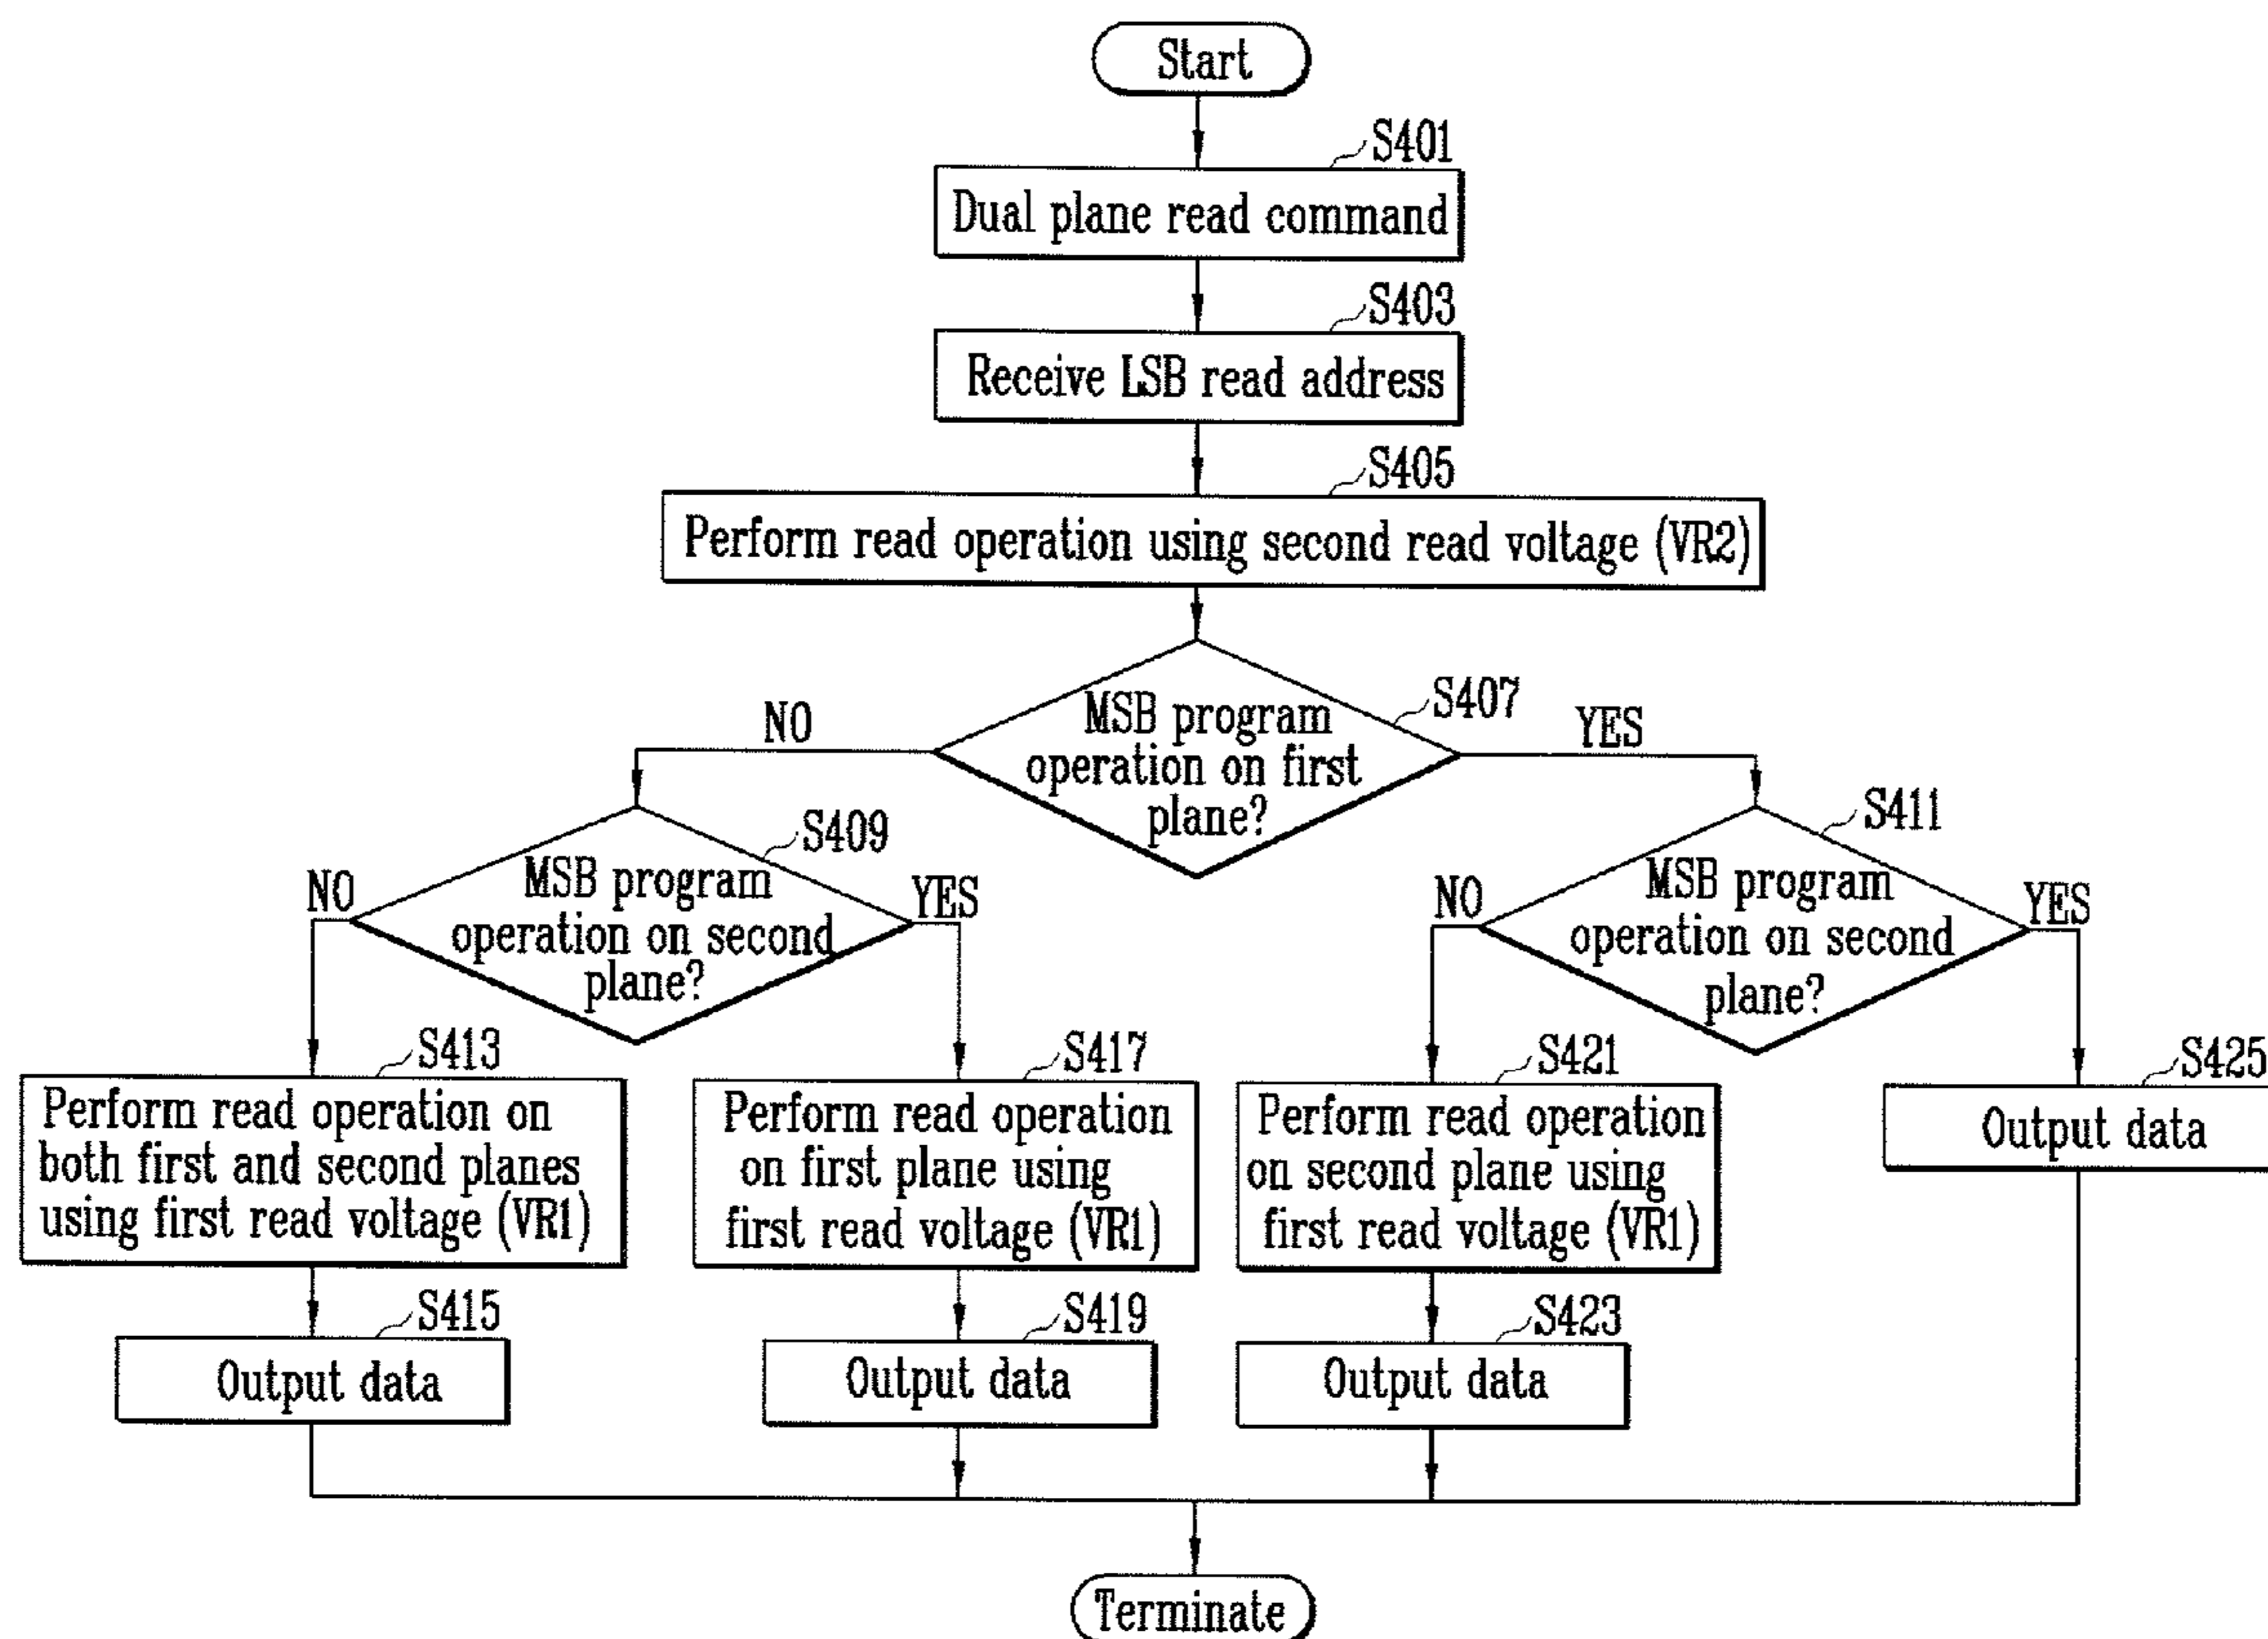 Start
S401
Dual plane read command
S403
Receive LSB read address
S405
Perform read operation using second read voltage (VR2)
S407
MSB program
operation on first
plane?
NO
YES
S409
MSB program
operation on second
plane?
NO
YES
S411
MSB program
operation on second
plane?
NO
YES
S413
Perform read operation on
both first and second planes
using first read voltage (VR1)
S417
Perform read operation
on first plane using
first read voltage (VR1)
S421
Perform read operation
on second plane using
first read voltage (VR1)
S425
Output data
S415
Output data
S419
Output data
S423
Output data
Terminate